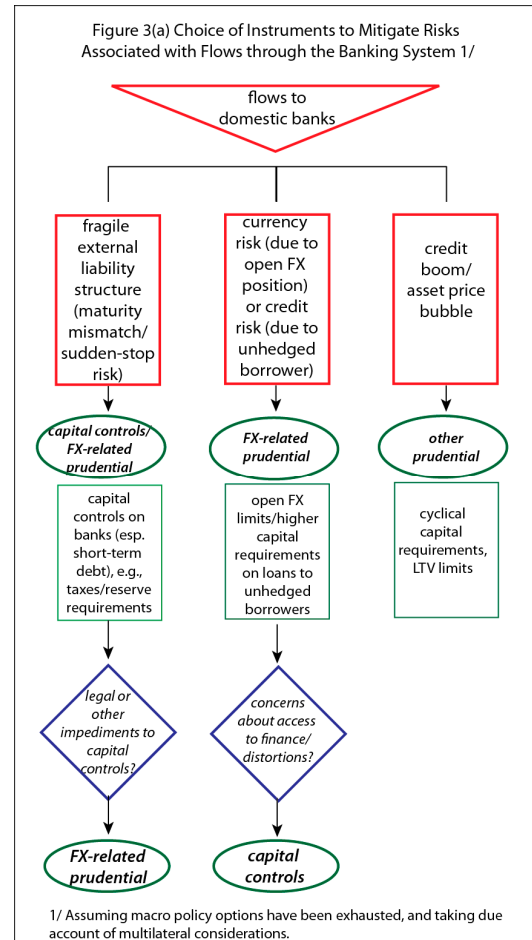 Figure 3(a) Choice of Instruments to Mitigate Risks
Associated with Flows through the Banking System 1/
flows to
domestic banks
fragile
external
liability
structure
(maturity
mismatch/
sudden-stop
risk)
currency
risk (due to
open FX
position)
or credit
risk (due to
unhedged
borrower)
credit
boom/
asset price
bubble
capital controls/
FX-related
prudential
FX-related
prudential
other
prudential
capital
controls on
banks (esp.
short-term
debt), e.g.,
taxes/reserve
requirements
open FX
limits/higher
capital
requirements
on loans to
unhedged
borrowers
cyclical
capital
requirements,
LTV limits
legal or
other
impediments to
capital
controls?
concerns
about access
to finance/
distortions?
FX-related
prudential
capital
controls
1/ Assuming macro policy options have been exhausted, and taking due
account of multilateral considerations.